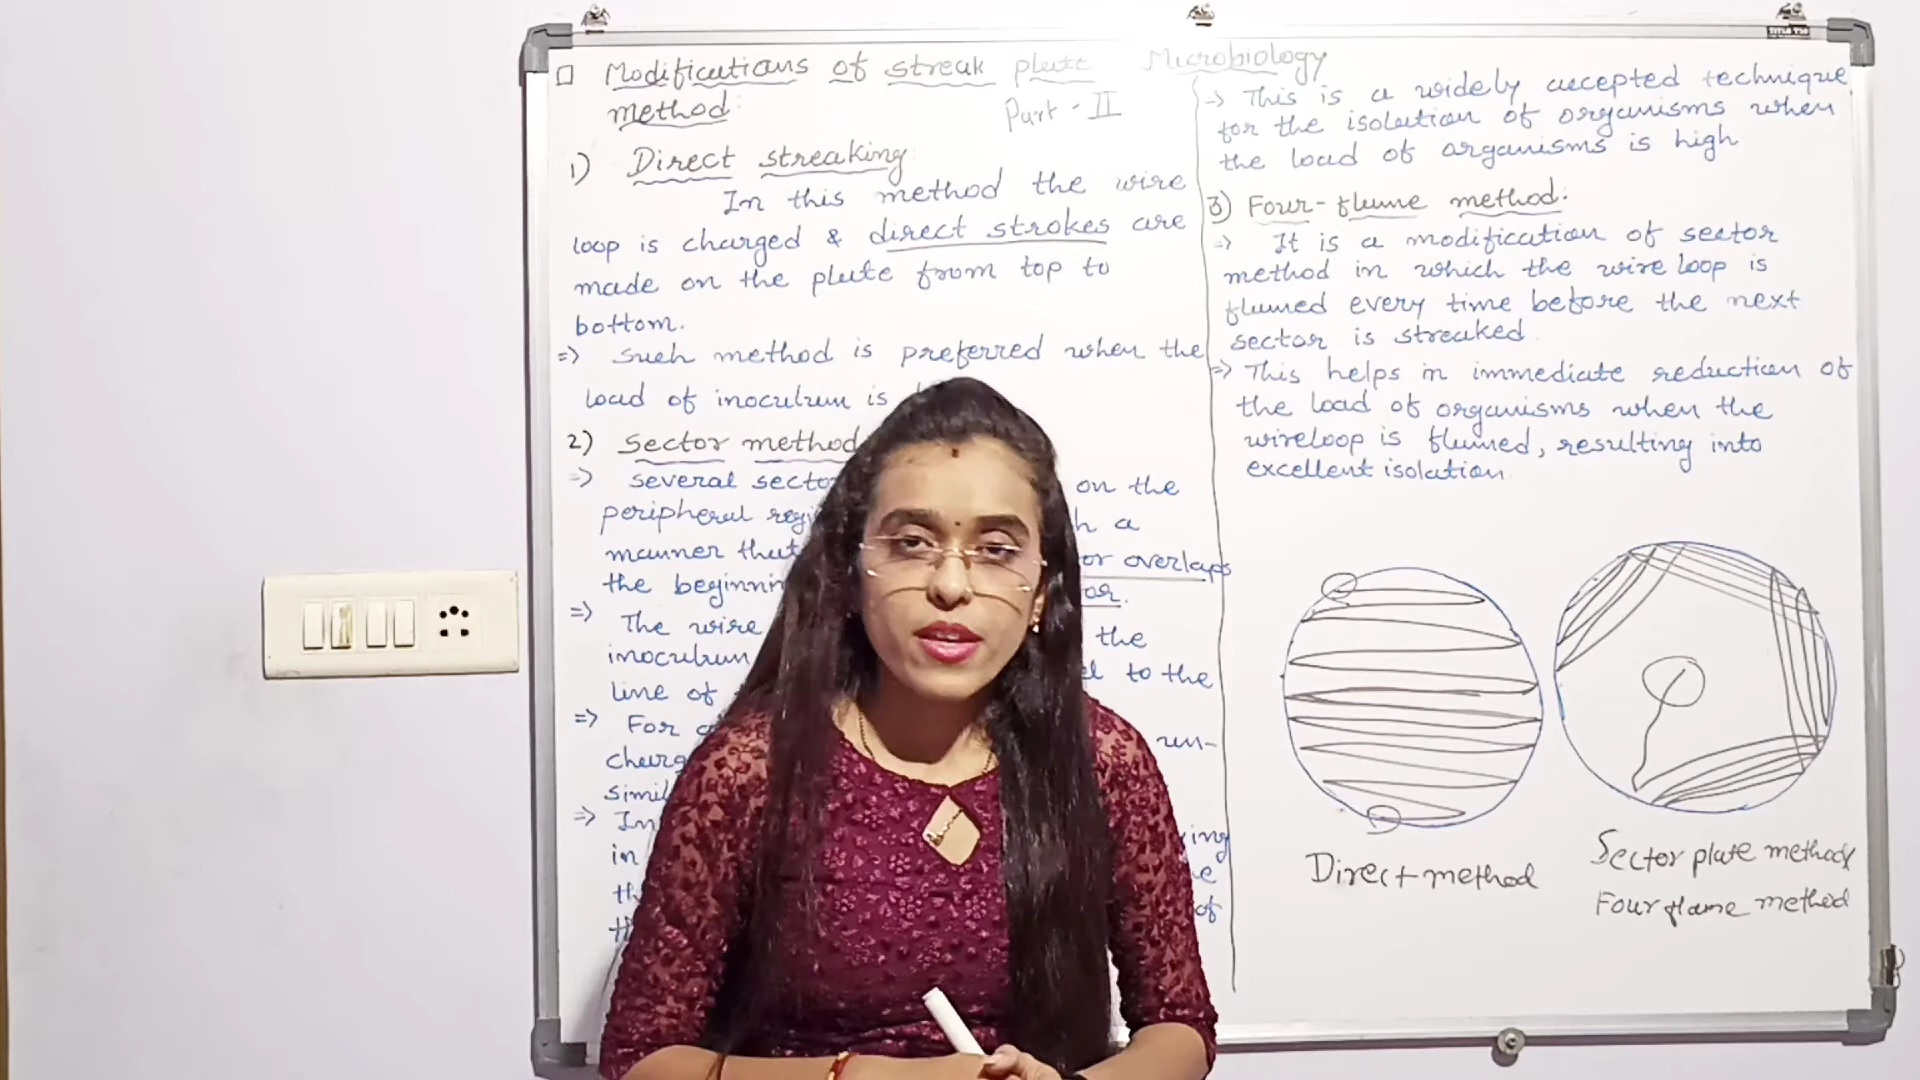 Modifications of streak plate Microbiology
method:
Part - II
1) Direct streaking:
In this method the wire
loop is charged & direct strokes are
made on the plate from top to
bottom.
=> Such method is preferred when the
load of inoculum is
2) Sector method
=> Several on the
peripheral a
manner that overlaps
the
=> The wire the
inoculum to the
line of
=> For
=> In
in
of
=> This is a widely accepted technique
for the isolation of organisms when
the load of organisms is high
3) Four-flame method:
=> It is a modification of sector
method in which the wire loop is
flamed every time before the next
sector is streaked.
=> This helps in immediate reduction of
the load of organisms when the
wireloop is flamed, resulting into
excellent isolation.
Direct method
Sector plate method
Four flame method